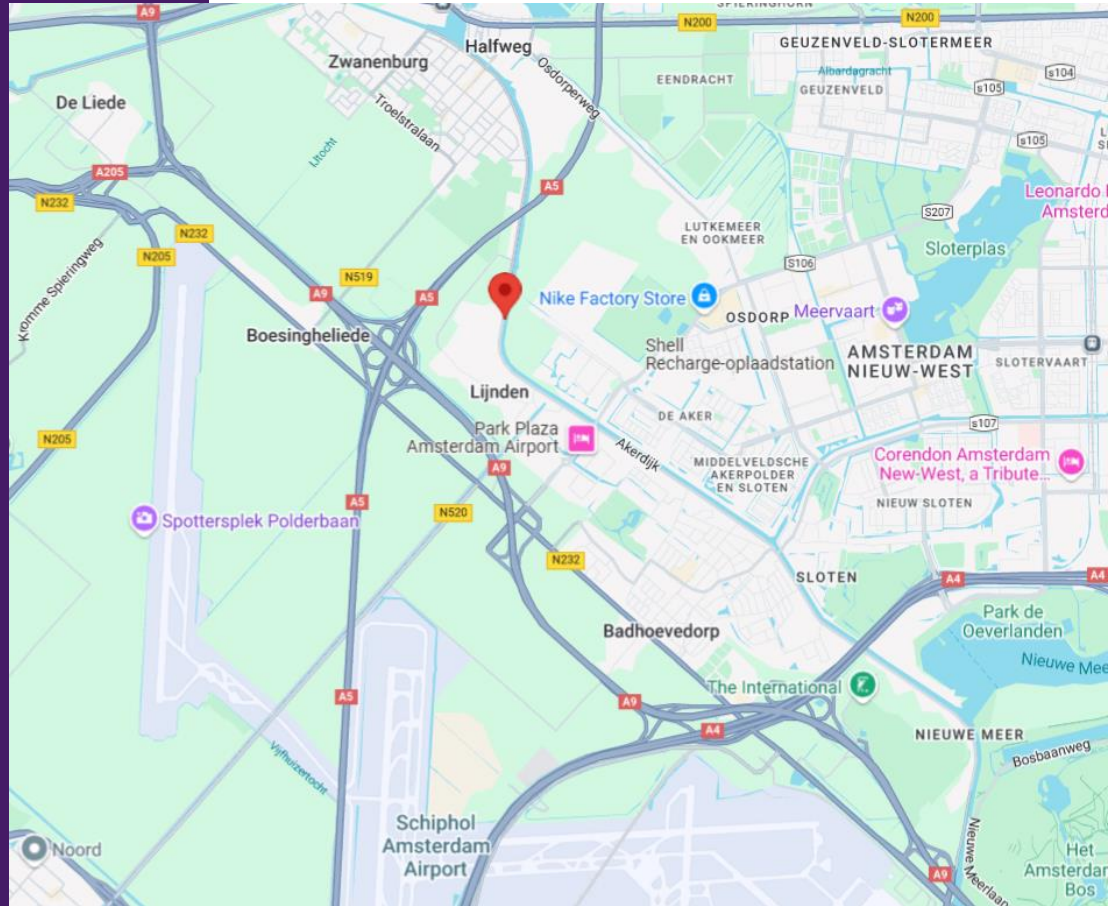 A9
N200
N200
SPIERINGHORN
GEUZENVELD-SLOTERMEER
Halfweg
Zwanenburg
Osdorperweg
EENDRACHT
Albardagracht
GEUZENVELD
s104
s105
s105
De Liede
Troelstralaan
IJtocht
A205
N232
N232
N205
A5
S207
Leonardo
Amsterd
LUTKEMEER
EN OOKMEER
Sloterplas
S106
Kromme Spieringweg
N519
A9
A5
Nike Factory Store
OSDORP
Meervaart
Boesingheliede
Shell
Recharge-oplaadstation
AMSTERDAM
NIEUW-WEST
SLOTERVAART
Lijnden
DE AKER
Park Plaza
Amsterdam Airport
Akerdijk
s107
N205
A9
MIDDELVELDSCHE
AKERPOLDER
EN SLOTEN
Corendon Amsterdam
New-West, a Tribute...
NIEUW SLOTEN
A5
N520
Spottersplek Polderbaan
N232
SLOTEN
A4
A4
Park de
Oeverlanden
Badhoevedorp
Nieuwe Mee
The International
A5
A9
A4
NIEUWE MEER
Bosbaanweg
Vijfhuizertocht
Schiphol
Amsterdam
Airport
Noord
Nieuwe Meerlaan
Het
Amsterdam
Bos
A9